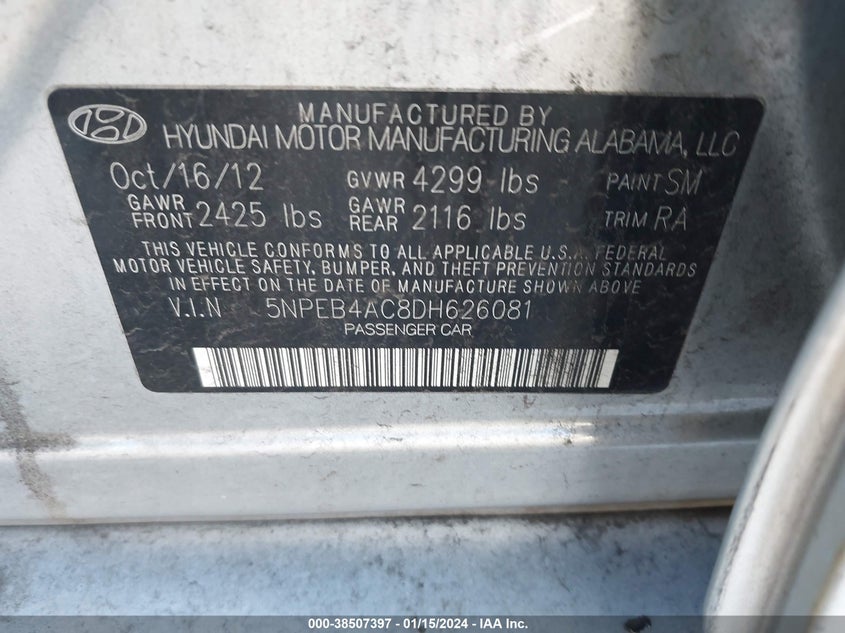 MANUFACTURED BY
HYUNDAI MOTOR MANUFACTURING ALABAMA, LLC
Oct/16/12 GVWR 4299 lbs PAINT SM
GAWR FRONT 2425 lbs GAWR REAR 2116 lbs TRIM RA
THIS VEHICLE CONFORMS TO ALL APPLICABLE U.S.A. FEDERAL
MOTOR VEHICLE SAFETY, BUMPER, AND THEFT PREVENTION STANDARDS
IN EFFECT ON THE DATE OF MANUFACTURE SHOWN ABOVE.
V.I.N 5NPEB4AC8DH626081
PASSENGER CAR
000-38507397 - 01/15/2024 - IAA Inc.